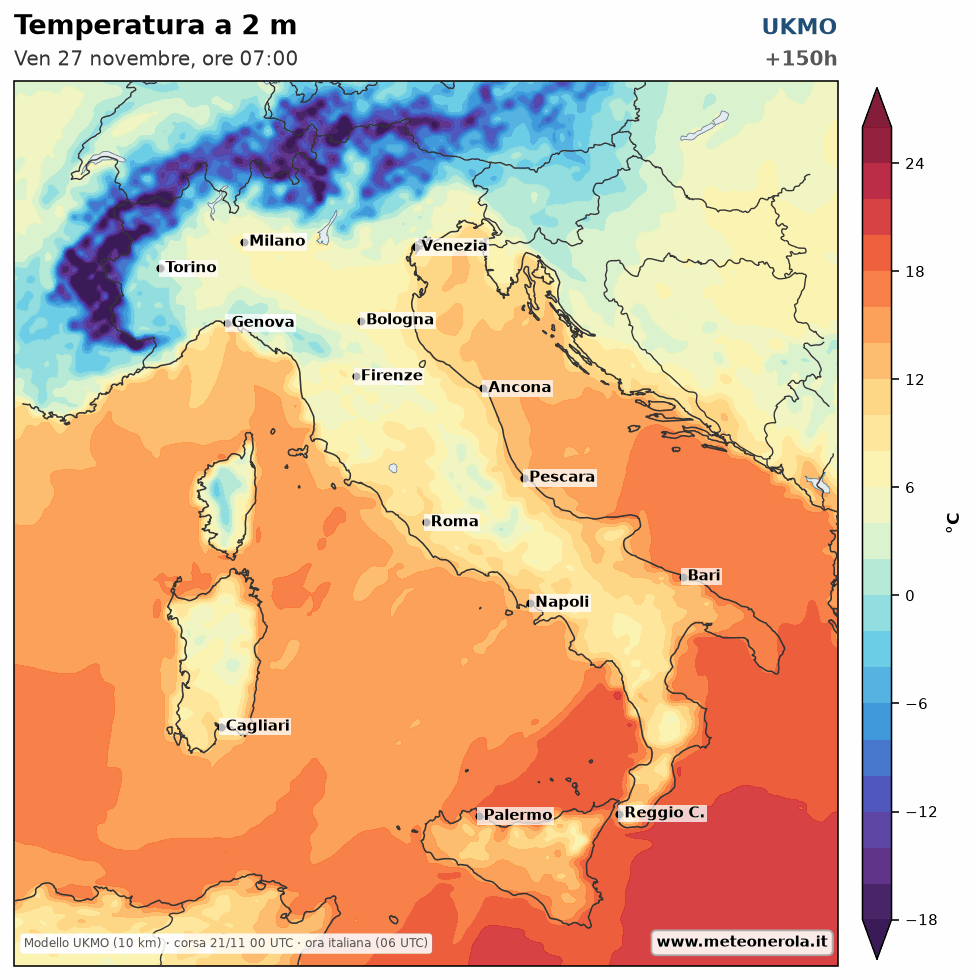 Temperatura a 2 m
UKMO
Ven 27 novembre, ore 07:00
+150h
Milano
Venezia
Torino
Genova
Bologna
Firenze
Ancona
Pescara
Roma
Bari
Napoli
Cagliari
Palermo
Reggio C.
24
18
12
6
0
−6
−12
−18
°C
Modello UKMO (10 km) · corsa 21/11 00 UTC · ora italiana (06 UTC)
www.meteonerola.it